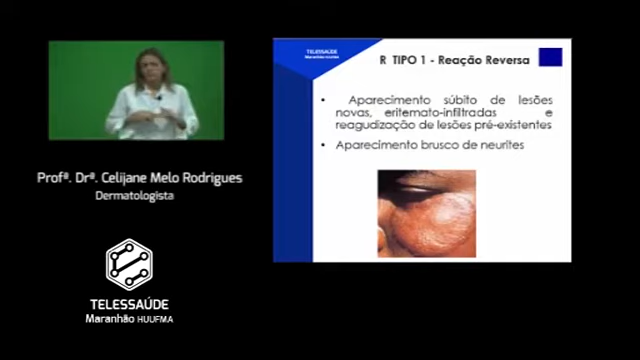 Profª. Drª. Celijane Melo Rodrigues
Dermatologista
TELESSAÚDE
Maranhão HUUFMA
TELESSAÚDE
R TIPO 1 - Reação Reversa
• Aparecimento súbito de lesões
novas, eritemato-infiltradas e
reagudização de lesões pré-existentes
• Aparecimento brusco de neurites